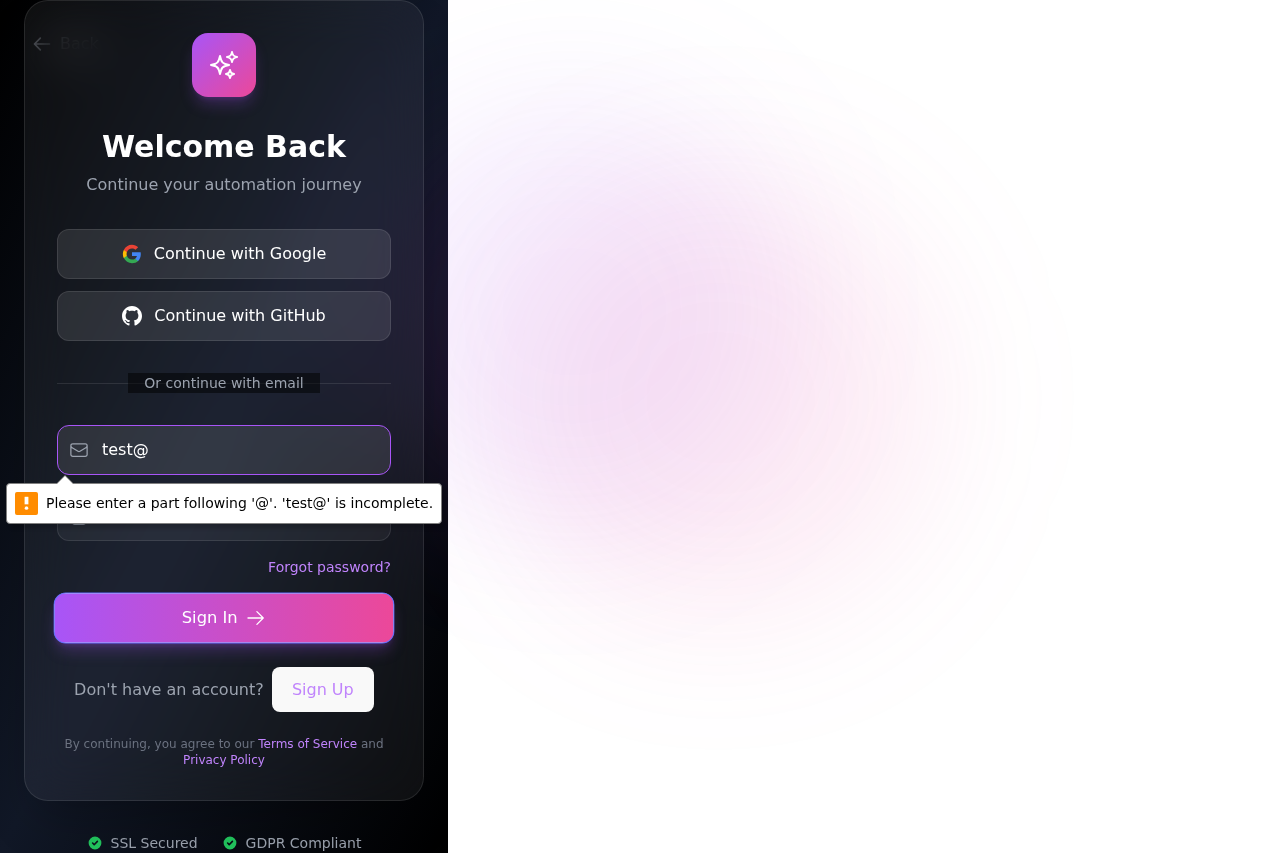 Back
Welcome Back
Continue your automation journey
Continue with Google
Continue with GitHub
Or continue with email
test@
Please enter a part following '@'. 'test@' is incomplete.
Forgot password?
Sign In
Don't have an account? Sign Up
By continuing, you agree to our Terms of Service and
Privacy Policy
SSL Secured
GDPR Compliant